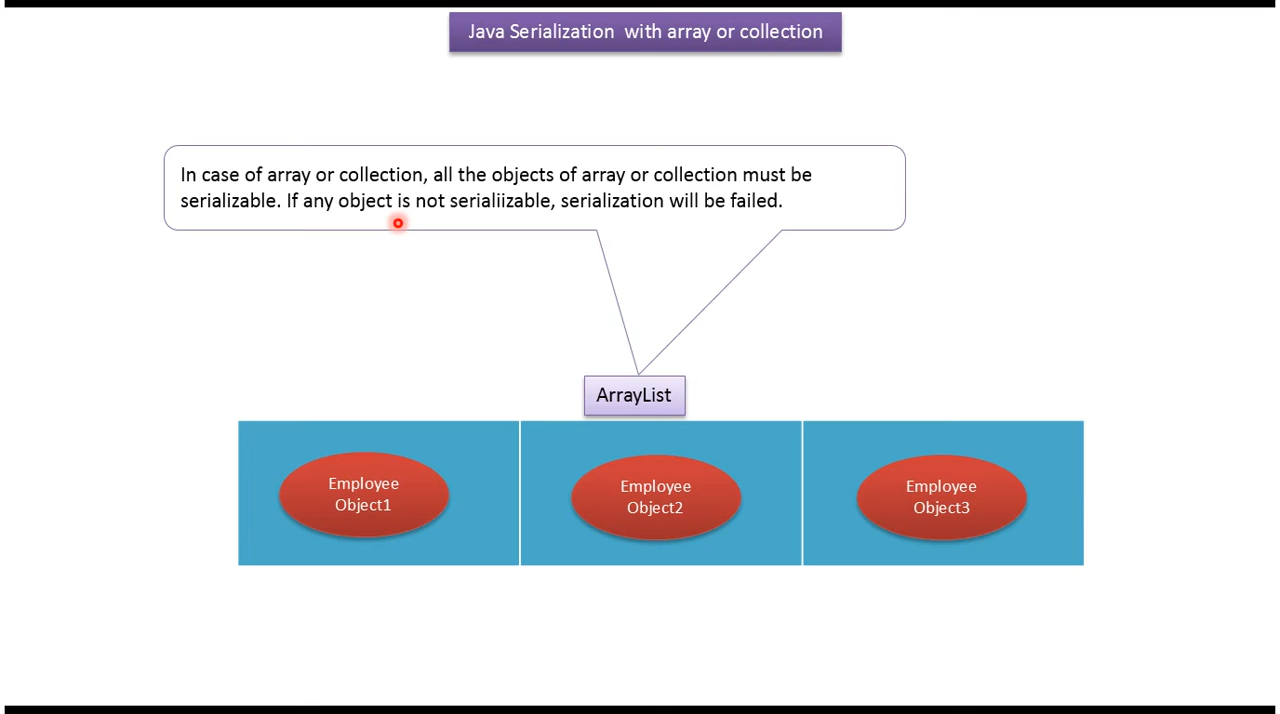 Java Serialization with array or collection
In case of array or collection, all the objects of array or collection must be
serializable. If any object is not serialiizable, serialization will be failed.
ArrayList
Employee
Object1
Employee
Object2
Employee
Object3